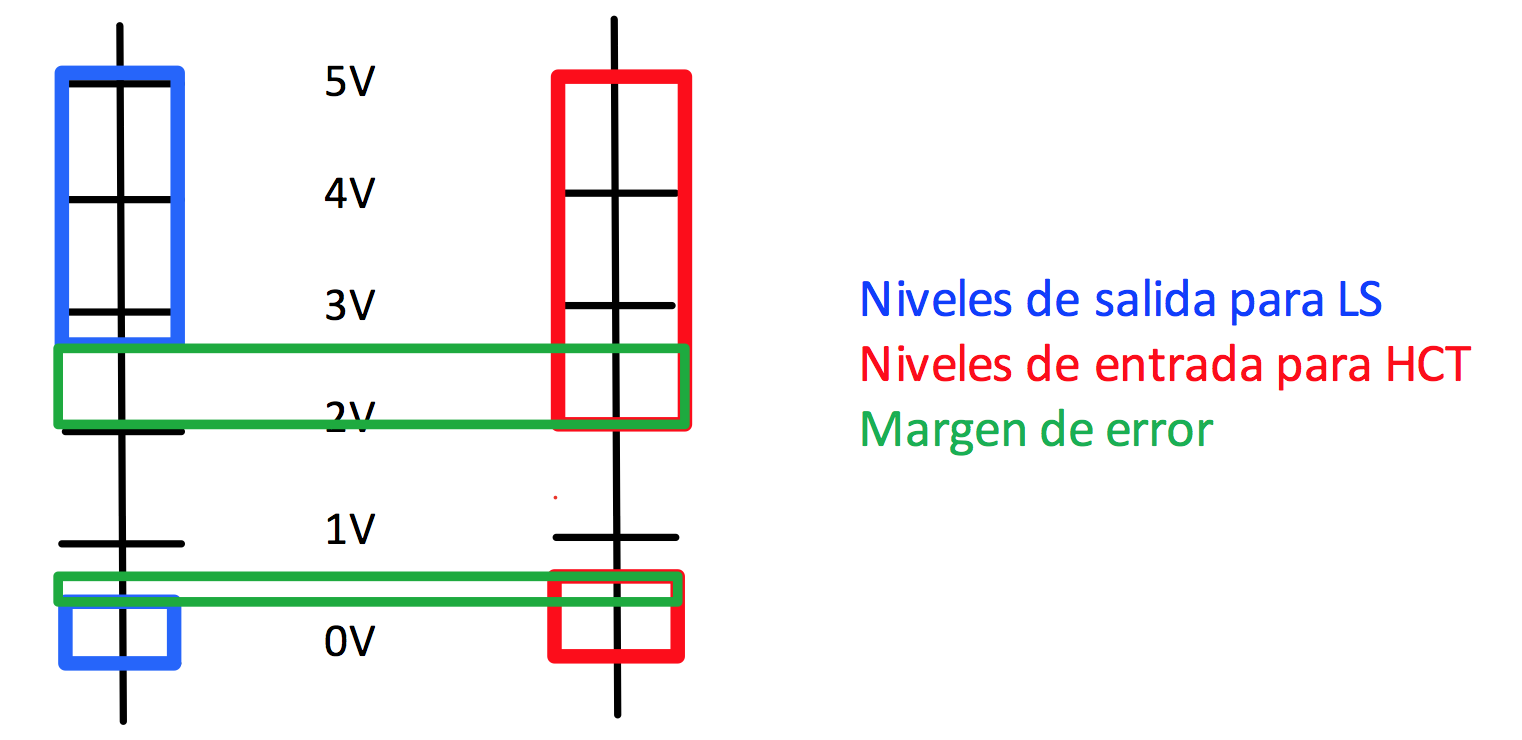 5V
4V
3V
2V
1V
0V
Niveles de salida para LS
Niveles de entrada para HCT
Margen de error